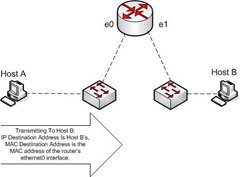 e0
e1
Host A
Host B
Transmitting To Host B:
IP Destination Address Is Host B's,
MAC Destination Address is the
MAC address of the router's
ethernet0 interface.